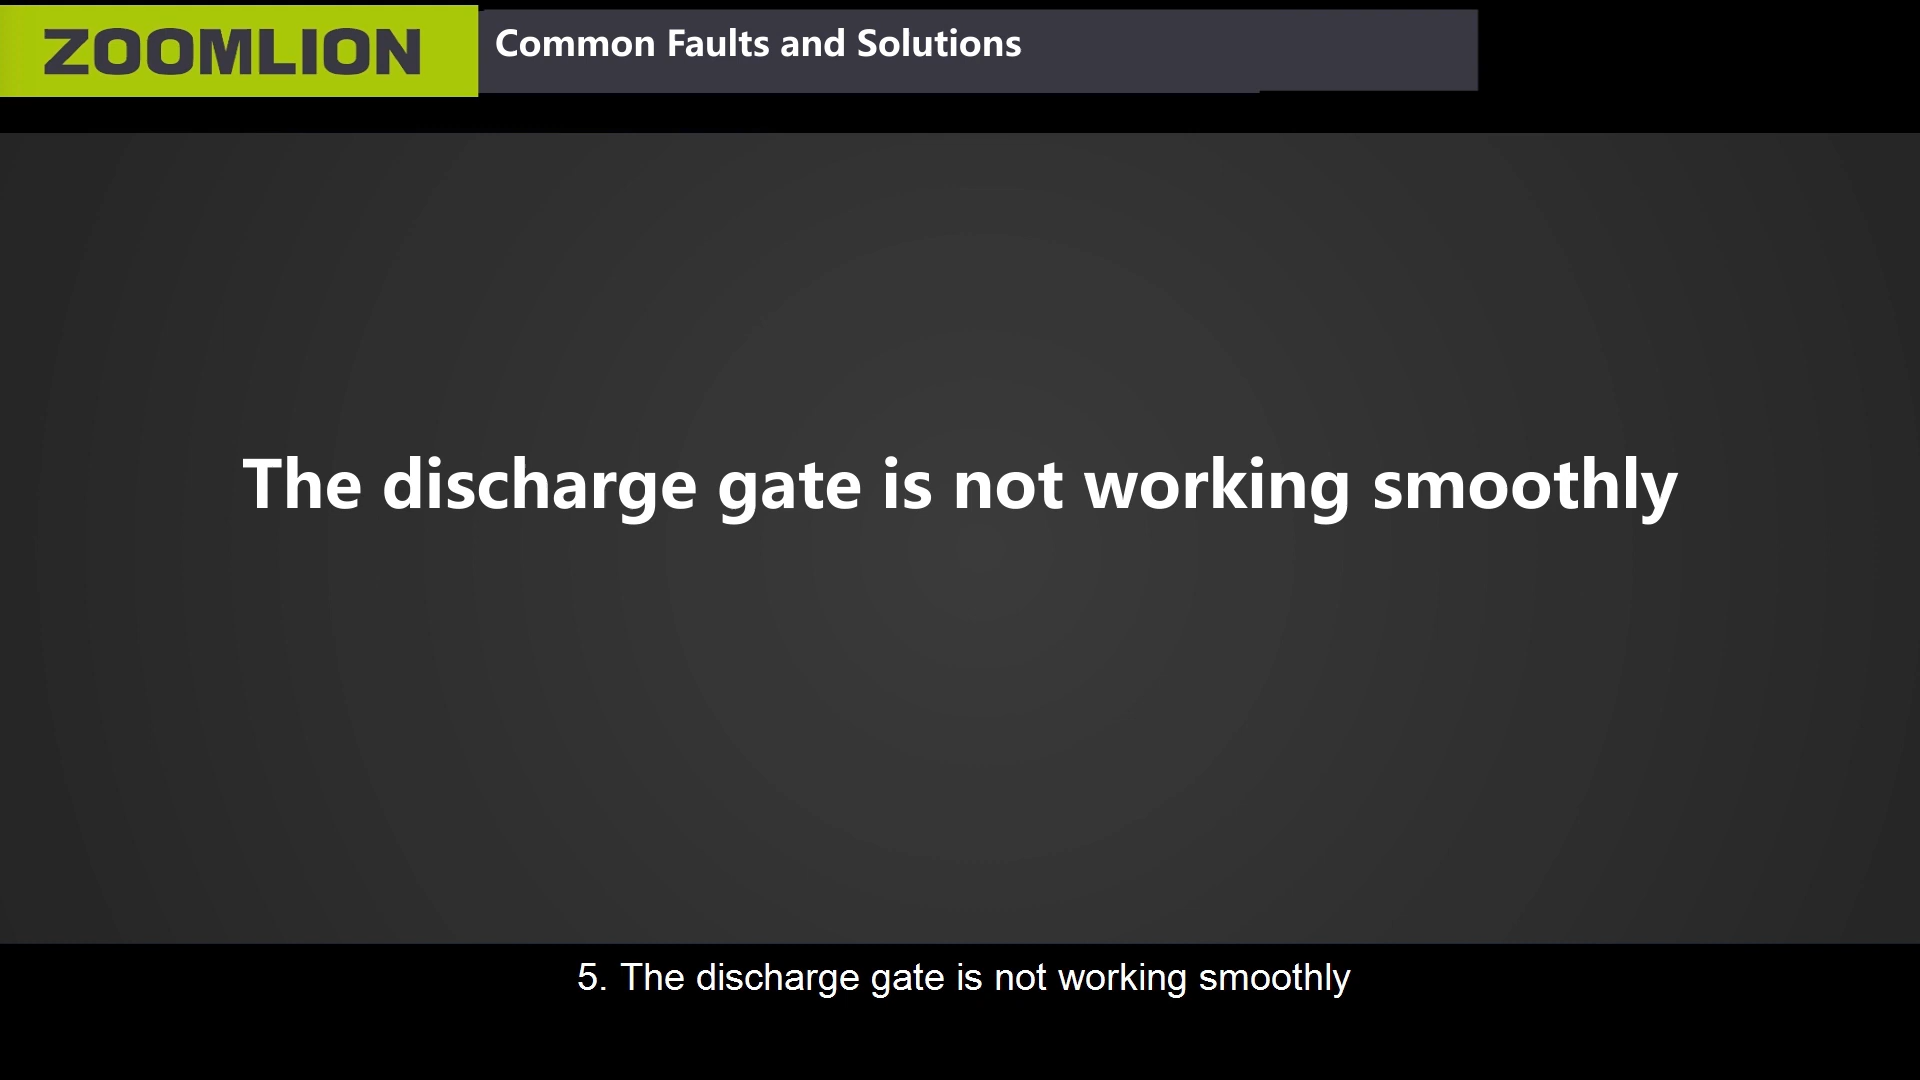 ZOOMLION
Common Faults and Solutions
The discharge gate is not working smoothly
5. The discharge gate is not working smoothly